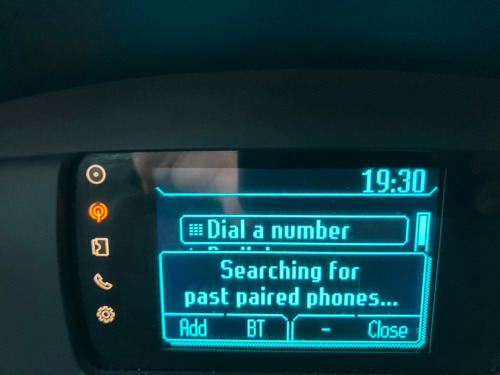 19:30
Dial a number
Searching for
past paired phones...
Add BT - Close